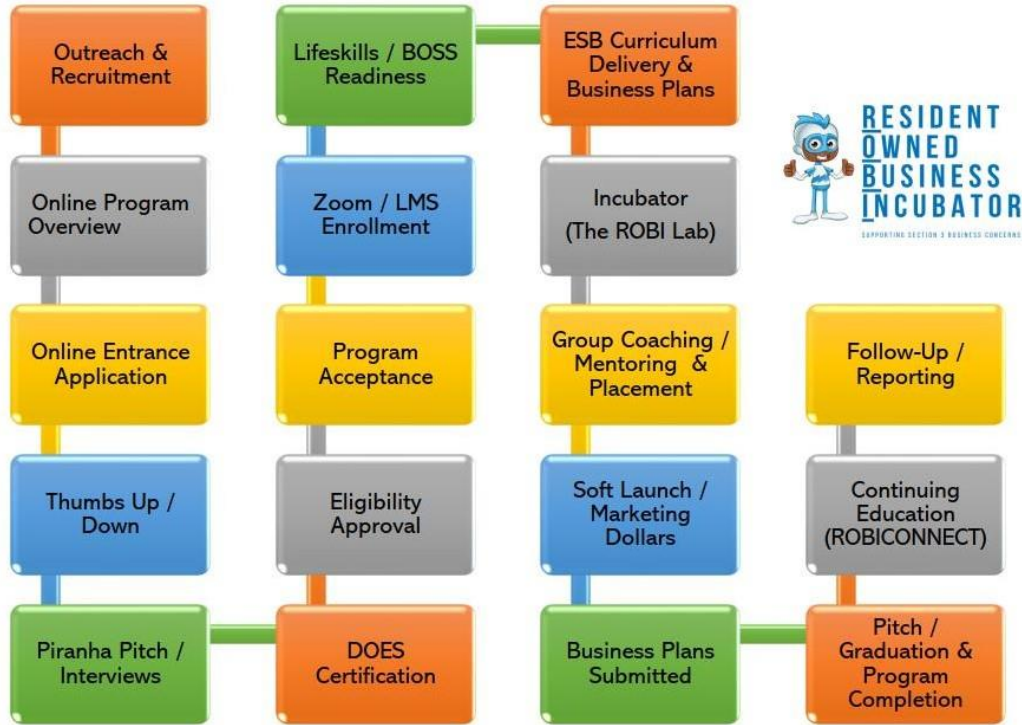 Outreach &
Recruitment
Online Program
Overview
Online Entrance
Application
Thumbs Up /
Down
Piranha Pitch /
Interviews
DOES
Certification
Eligibility
Approval
Program
Acceptance
Zoom / LMS
Enrollment
Lifeskills / BOSS
Readiness
ESB Curriculum
Delivery &
Business Plans
Incubator
(The ROBI Lab)
Group Coaching /
Mentoring &
Placement
Soft Launch /
Marketing
Dollars
Business Plans
Submitted
Pitch /
Graduation &
Program
Completion
Continuing
Education
(ROBICONNECT)
Follow-Up /
Reporting
RESIDENT
OWNED
BUSINESS
INCUBATOR
SUPPORTING SECTION 3 BUSINESS CONCERNS